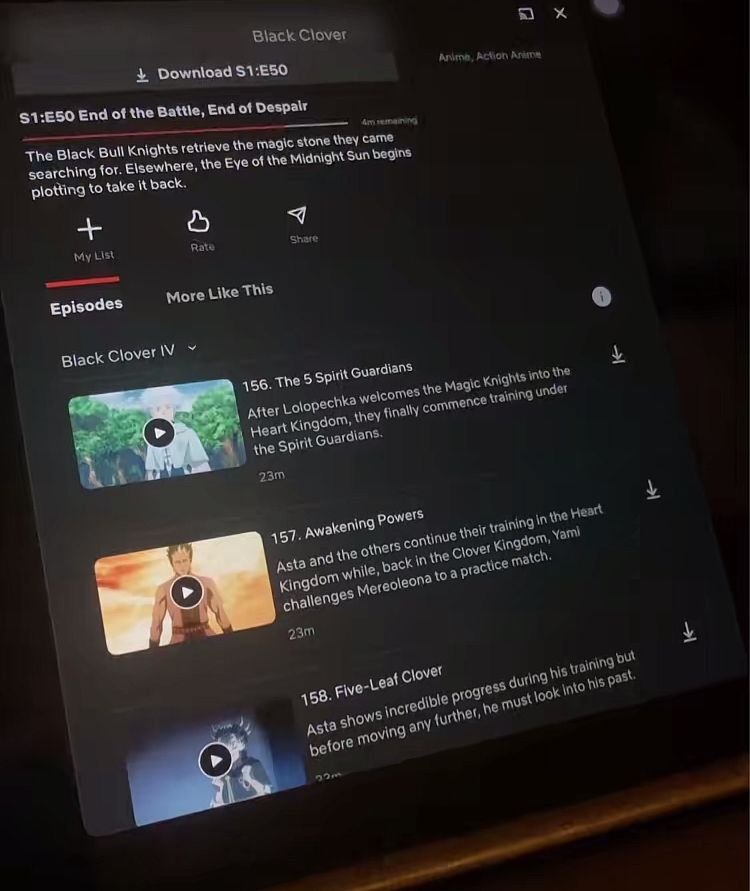 Black Clover
Download S1:E50
Anime, Action Anime
S1:E50 End of the Battle, End of Despair
4m remaining
The Black Bull Knights retrieve the magic stone they came
searching for. Elsewhere, the Eye of the Midnight Sun begins
plotting to take it back.
My List
Rate
Share
Episodes
More Like This
Black Clover IV
156. The 5 Spirit Guardians
After Lolopechka welcomes the Magic Knights into the
Heart Kingdom, they finally commence training under
the Spirit Guardians.
23m
157. Awakening Powers
Asta and the others continue their training in the Heart
Kingdom while, back in the Clover Kingdom, Yami
challenges Mereoleona to a practice match.
23m
158. Five-Leaf Clover
Asta shows incredible progress during his training but
before moving any further, he must look into his past.